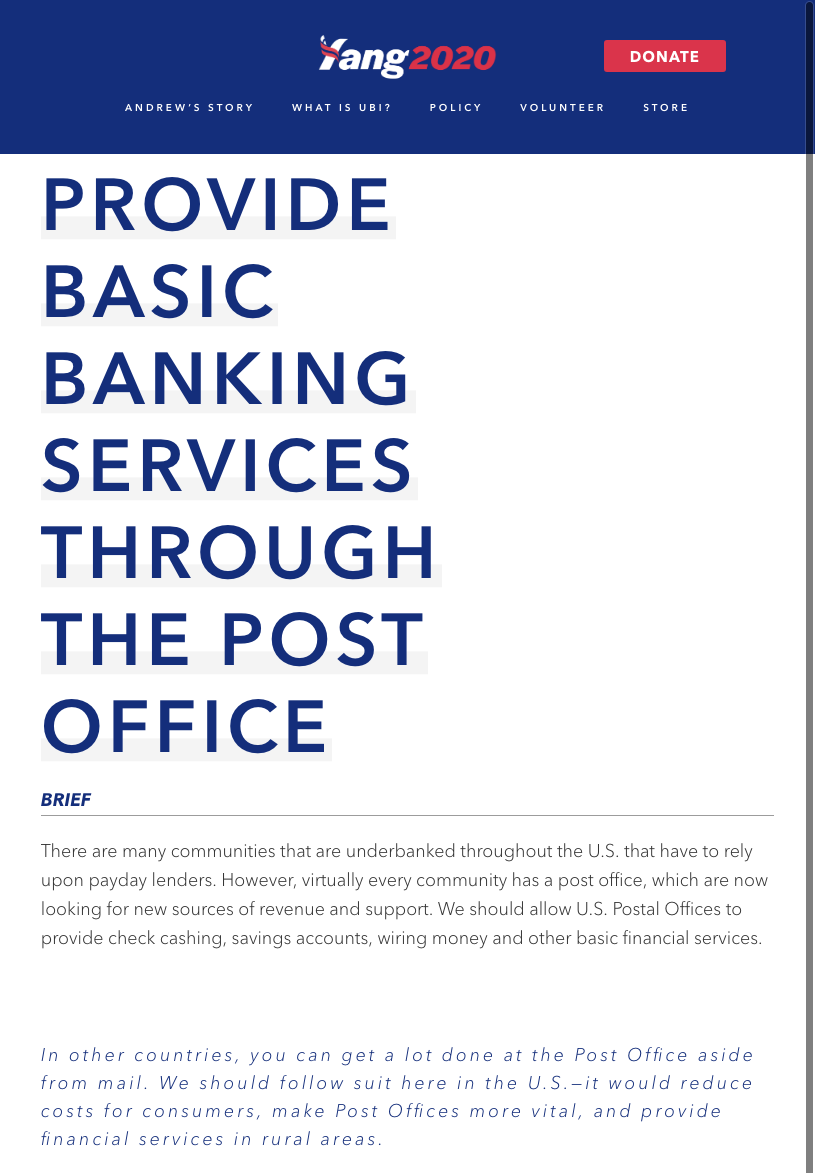 Yang2020
DONATE
ANDREW'S STORY WHAT IS UBI? POLICY VOLUNTEER STORE
PROVIDE
BASIC
BANKING
SERVICES
THROUGH
THE POST
OFFICE
BRIEF
There are many communities that are underbanked throughout the U.S. that have to rely
upon payday lenders. However, virtually every community has a post office, which are now
looking for new sources of revenue and support. We should allow U.S. Postal Offices to
provide check cashing, savings accounts, wiring money and other basic financial services.
In other countries, you can get a lot done at the Post Office aside
from mail. We should follow suit here in the U.S.—it would reduce
costs for consumers, make Post Offices more vital, and provide
financial services in rural areas.